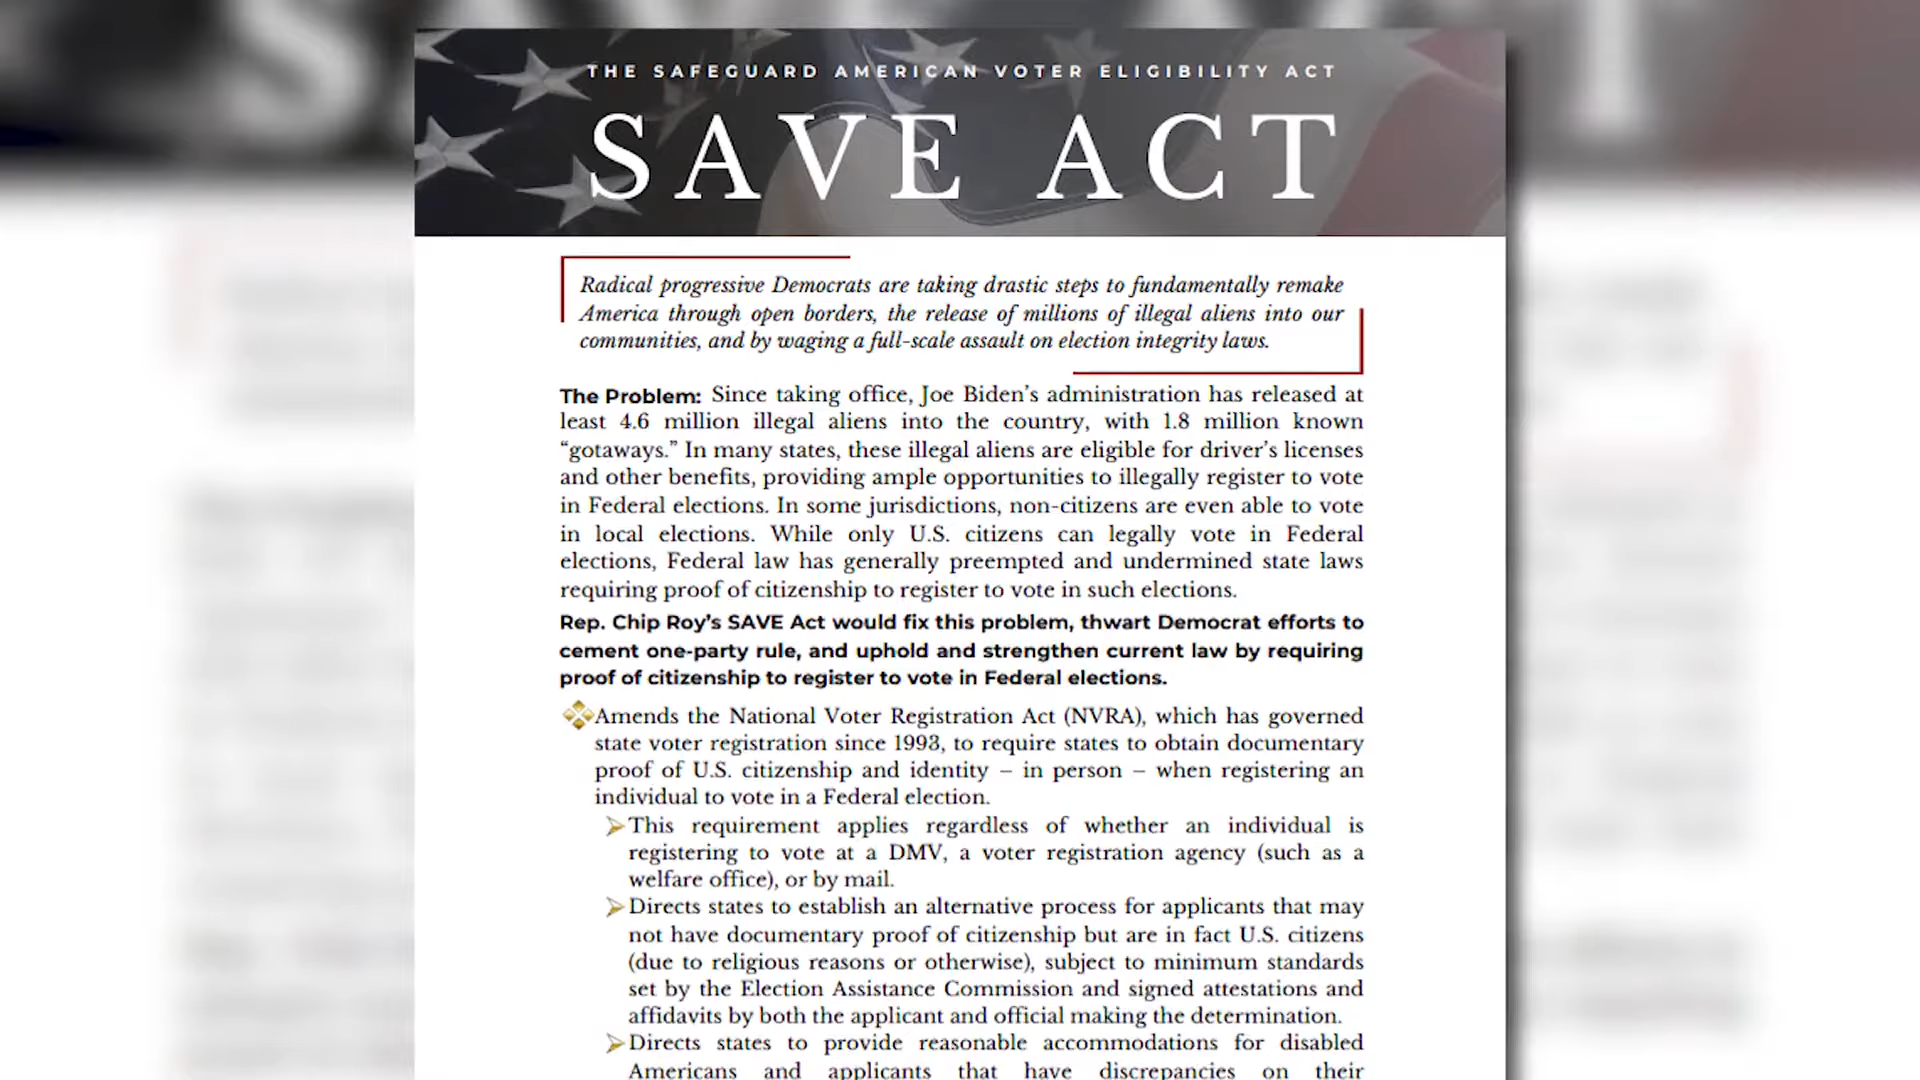 THE SAFEGUARD AMERICAN VOTER ELIGIBILITY ACT
SAVE ACT
Radical progressive Democrats are taking drastic steps to fundamentally remake
America through open borders, the release of millions of illegal aliens into our
communities, and by waging a full-scale assault on election integrity laws.
The Problem: Since taking office, Joe Biden’s administration has released at
least 4.6 million illegal aliens into the country, with 1.8 million known
“gotaways.” In many states, these illegal aliens are eligible for driver’s licenses
and other benefits, providing ample opportunities to illegally register to vote
in Federal elections. In some jurisdictions, non-citizens are even able to vote
in local elections. While only U.S. citizens can legally vote in Federal
elections, Federal law has generally preempted and undermined state laws
requiring proof of citizenship to register to vote in such elections.
Rep. Chip Roy’s SAVE Act would fix this problem, thwart Democrat efforts to
cement one-party rule, and uphold and strengthen current law by requiring
proof of citizenship to register to vote in Federal elections.
Amends the National Voter Registration Act (NVRA), which has governed
state voter registration since 1993, to require states to obtain documentary
proof of U.S. citizenship and identity – in person – when registering an
individual to vote in a Federal election.
This requirement applies regardless of whether an individual is
registering to vote at a DMV, a voter registration agency (such as a
welfare office), or by mail.
Directs states to establish an alternative process for applicants that may
not have documentary proof of citizenship but are in fact U.S. citizens
(due to religious reasons or otherwise), subject to minimum standards
set by the Election Assistance Commission and signed attestations and
affidavits by both the applicant and official making the determination.
Directs states to provide reasonable accommodations for disabled
Americans and applicants that have discrepancies on their